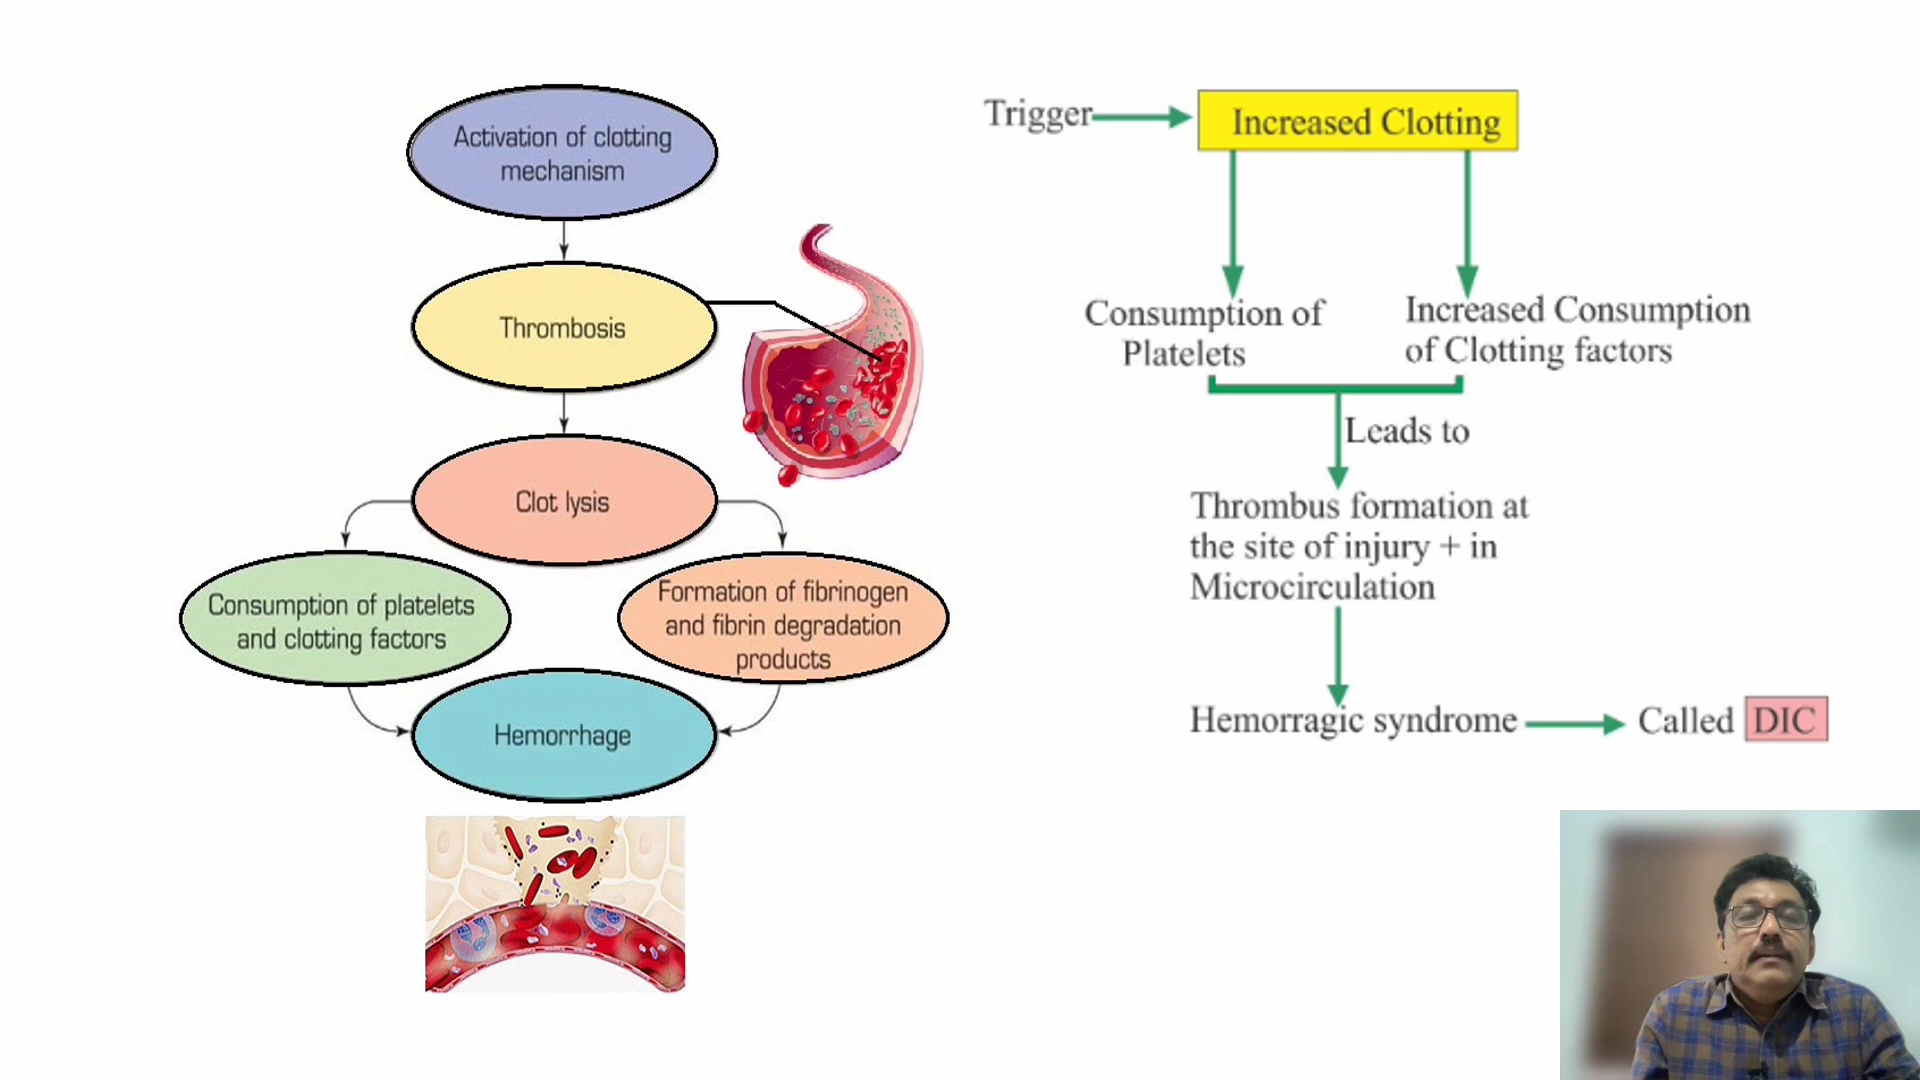 Activation of clotting
mechanism
Thrombosis
Clot lysis
Consumption of platelets
and clotting factors
Formation of fibrinogen
and fibrin degradation
products
Hemorrhage
Trigger
Increased Clotting
Consumption of
Platelets
Increased Consumption
of Clotting factors
Leads to
Thrombus formation at
the site of injury + in
Microcirculation
Hemorragic syndrome
Called DIC